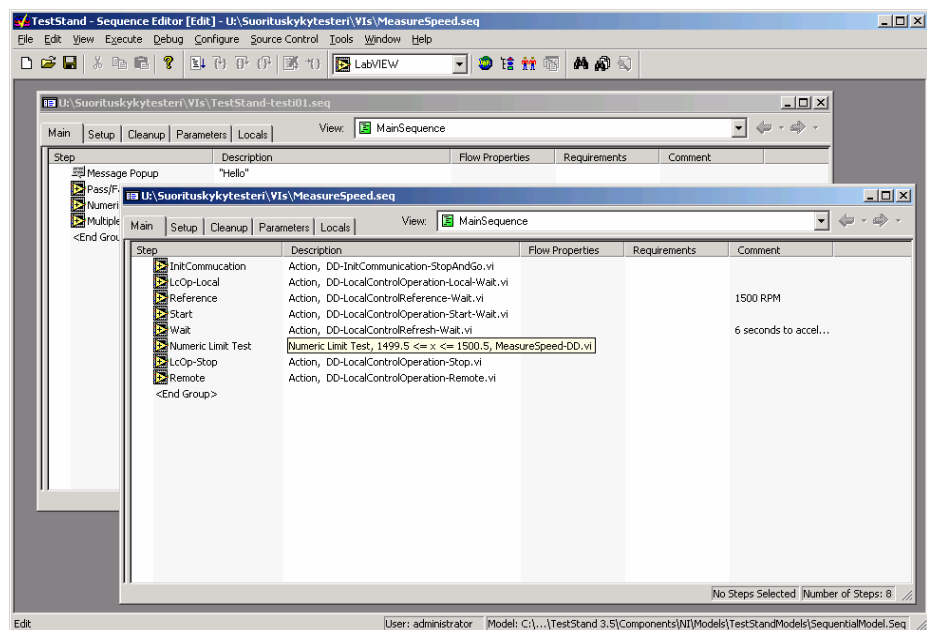 TestStand - Sequence Editor [Edit] - U:\Suorituskykytesteri\VIs\MeasureSpeed.seq
File Edit View Execute Debug Configure Source Control Tools Window Help
LabVIEW
U:\Suorituskykytesteri\VIs\TestStand-testi01.seq
Main Setup Cleanup Parameters Locals View: MainSequence
Step Description Flow Properties Requirements Comment
Message Popup "Hello"
Pass/F
Numeri
Multiple
<End Grou
U:\Suorituskykytesteri\VIs\MeasureSpeed.seq
Main Setup Cleanup Parameters Locals View: MainSequence
Step Description Flow Properties Requirements Comment
InitCommucation Action, DD-InitCommunication-StopAndGo.vi
LcOp-Local Action, DD-LocalControlOperation-Local-Wait.vi
Reference Action, DD-LocalControlReference-Wait.vi 1500 RPM
Start Action, DD-LocalControlOperation-Start-Wait.vi
Wait Action, DD-LocalControlRefresh-Wait.vi 6 seconds to accel...
Numeric Limit Test Numeric Limit Test, 1499.5 <= x <= 1500.5, MeasureSpeed-DD.vi
LcOp-Stop Action, DD-LocalControlOperation-Stop.vi
Remote Action, DD-LocalControlOperation-Remote.vi
<End Group>
No Steps Selected Number of Steps: 8
Edit User: administrator Model: C:\...\TestStand 3.5\Components\NI\Models\TestStandModels\SequentialModel.Seq